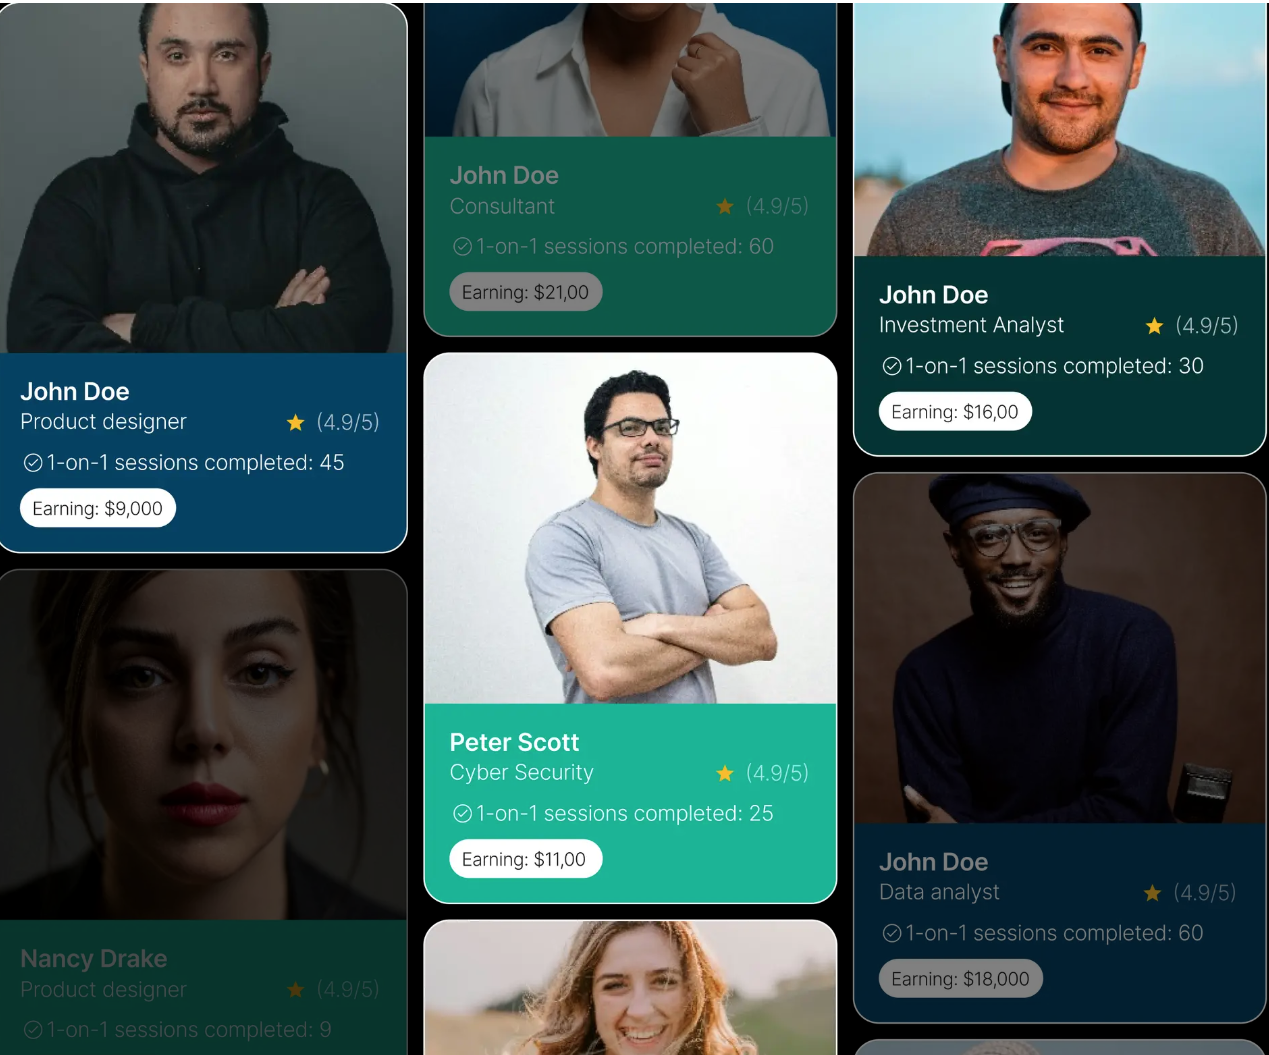 John Doe
Product designer ★ (4.9/5)
1-on-1 sessions completed: 45
Earning: $9,000
Nancy Drake
Product designer ★ (4.9/5)
1-on-1 sessions completed: 9
John Doe
Consultant ★ (4.9/5)
1-on-1 sessions completed: 60
Earning: $21,00
Peter Scott
Cyber Security ★ (4.9/5)
1-on-1 sessions completed: 25
Earning: $11,00
John Doe
Investment Analyst ★ (4.9/5)
1-on-1 sessions completed: 30
Earning: $16,00
John Doe
Data analyst ★ (4.9/5)
1-on-1 sessions completed: 60
Earning: $18,000